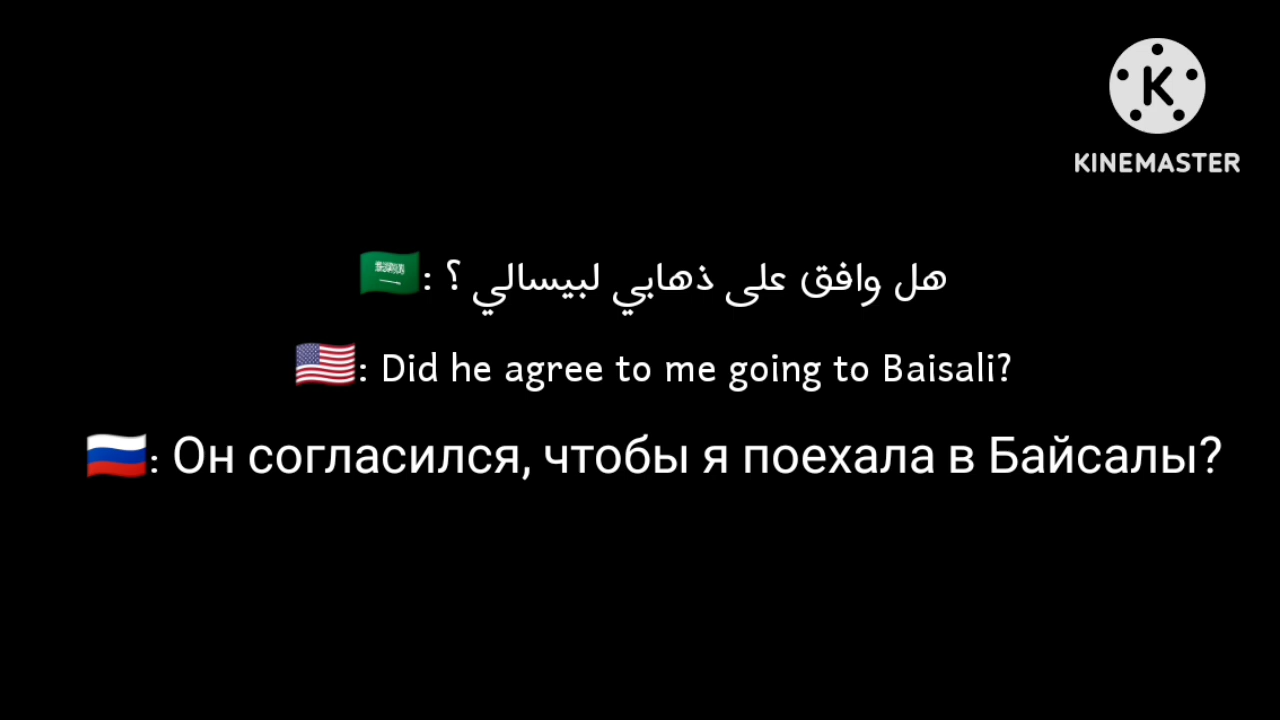 KINEMASTER
🇸🇦: هل وافق على ذهابي لبيسالي ؟
🇺🇸: Did he agree to me going to Baisali?
🇷🇺: Он согласился, чтобы я поехала в Байсалы?